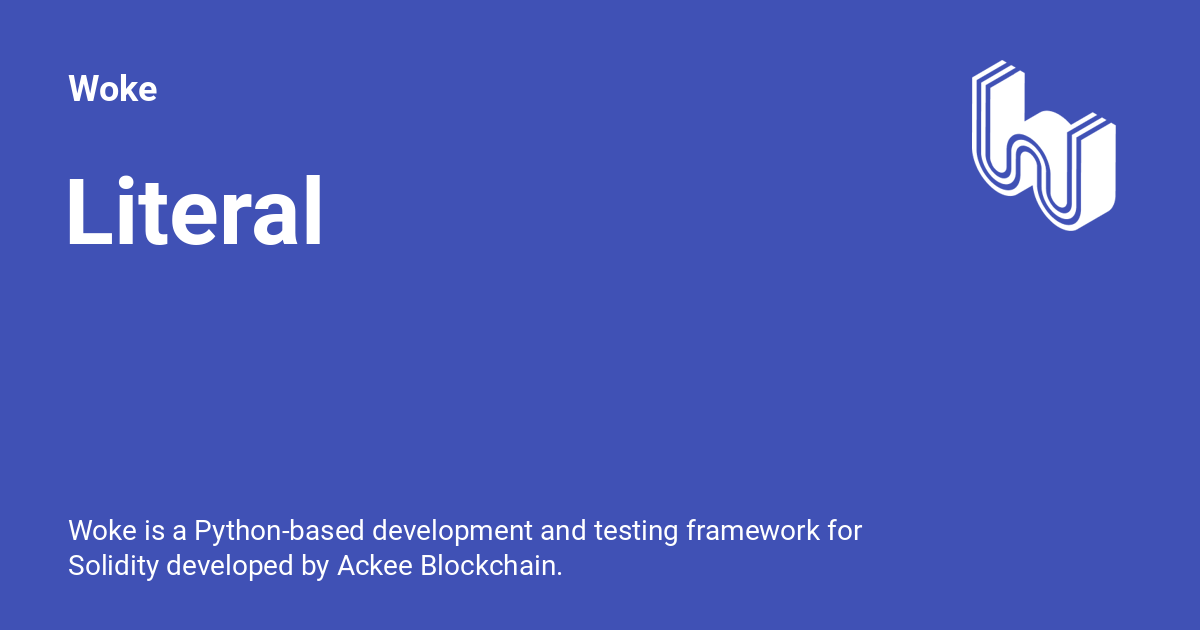 Woke
Literal
Woke is a Python-based development and testing framework for
Solidity developed by Ackee Blockchain.